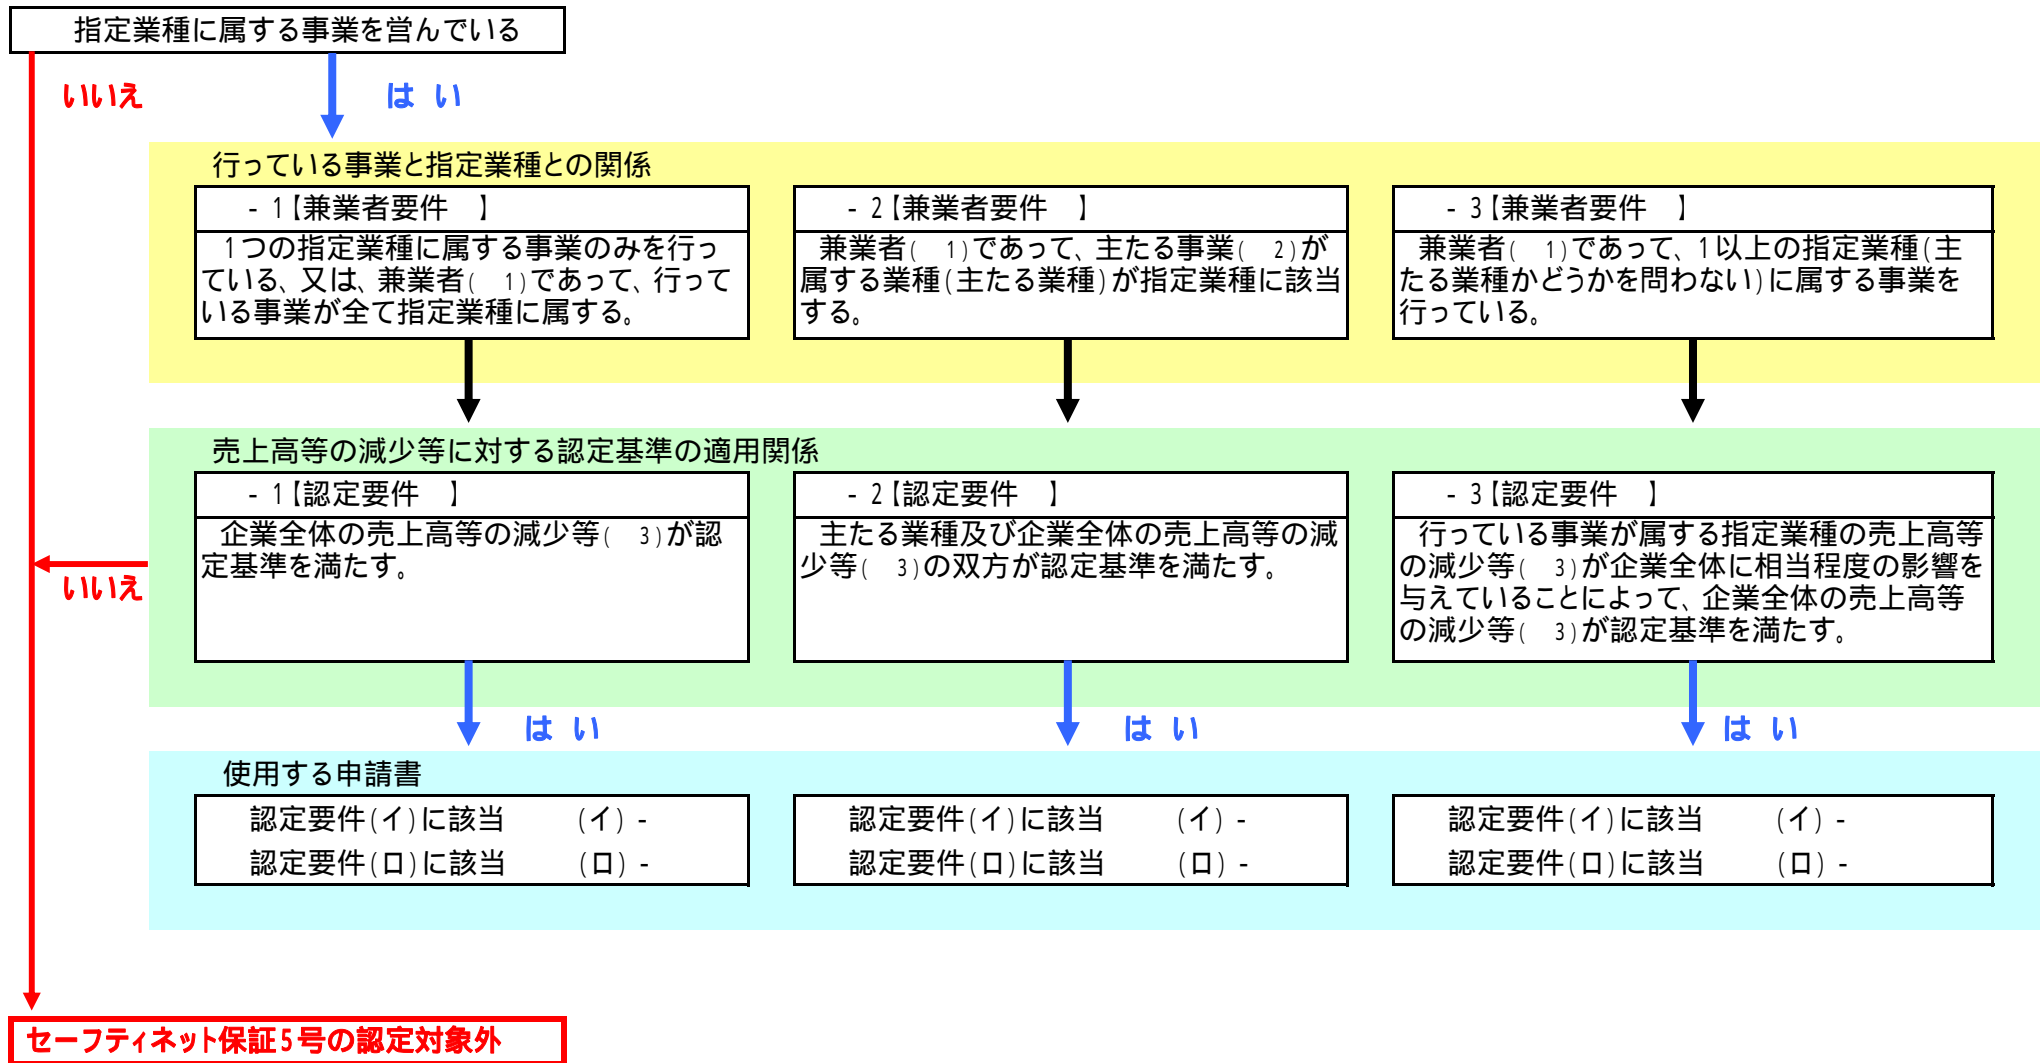 指定業種に属する事業を営んでいる
いいえ
はい
行っている事業と指定業種との関係
- 1【兼業者要件　】
1つの指定業種に属する事業のみを行っ
ている、又は、兼業者(　1)であって、行って
いる事業が全て指定業種に属する。
- 2【兼業者要件　】
兼業者(　1)であって、主たる事業(　2)が
属する業種(主たる業種)が指定業種に該当
する。
- 3【兼業者要件　】
兼業者(　1)であって、1以上の指定業種(主
たる業種かどうかを問わない)に属する事業を
行っている。
売上高等の減少等に対する認定基準の適用関係
- 1【認定要件　】
企業全体の売上高等の減少等(　3)が認
定基準を満たす。
- 2【認定要件　】
主たる業種及び企業全体の売上高等の減
少等(　3)の双方が認定基準を満たす。
- 3【認定要件　】
行っている事業が属する指定業種の売上高等
の減少等(　3)が企業全体に相当程度の影響を
与えていることによって、企業全体の売上高等
の減少等(　3)が認定基準を満たす。
いいえ
はい
はい
はい
使用する申請書
認定要件(イ)に該当　　(イ) -
認定要件(ロ)に該当　　(ロ) -
認定要件(イ)に該当　　(イ) -
認定要件(ロ)に該当　　(ロ) -
認定要件(イ)に該当　　(イ) -
認定要件(ロ)に該当　　(ロ) -
セーフティネット保証5号の認定対象外